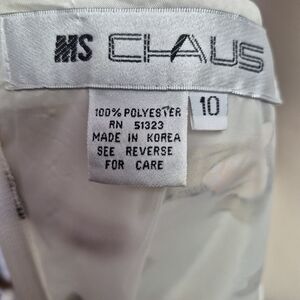 MS CHAUS
100% POLYESTER
RN 51323
MADE IN KOREA
SEE REVERSE
FOR CARE
10